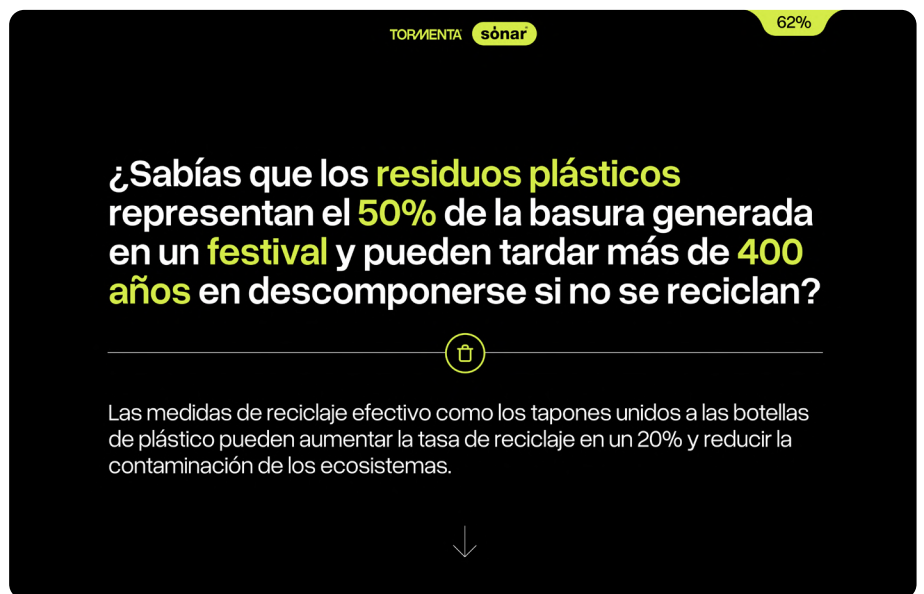 TORMENTA sónar
62%
¿Sabías que los residuos plásticos
representan el 50% de la basura generada
en un festival y pueden tardar más de 400
años en descomponerse si no se reciclan?
Las medidas de reciclaje efectivo como los tapones unidos a las botellas
de plástico pueden aumentar la tasa de reciclaje en un 20% y reducir la
contaminación de los ecosistemas.